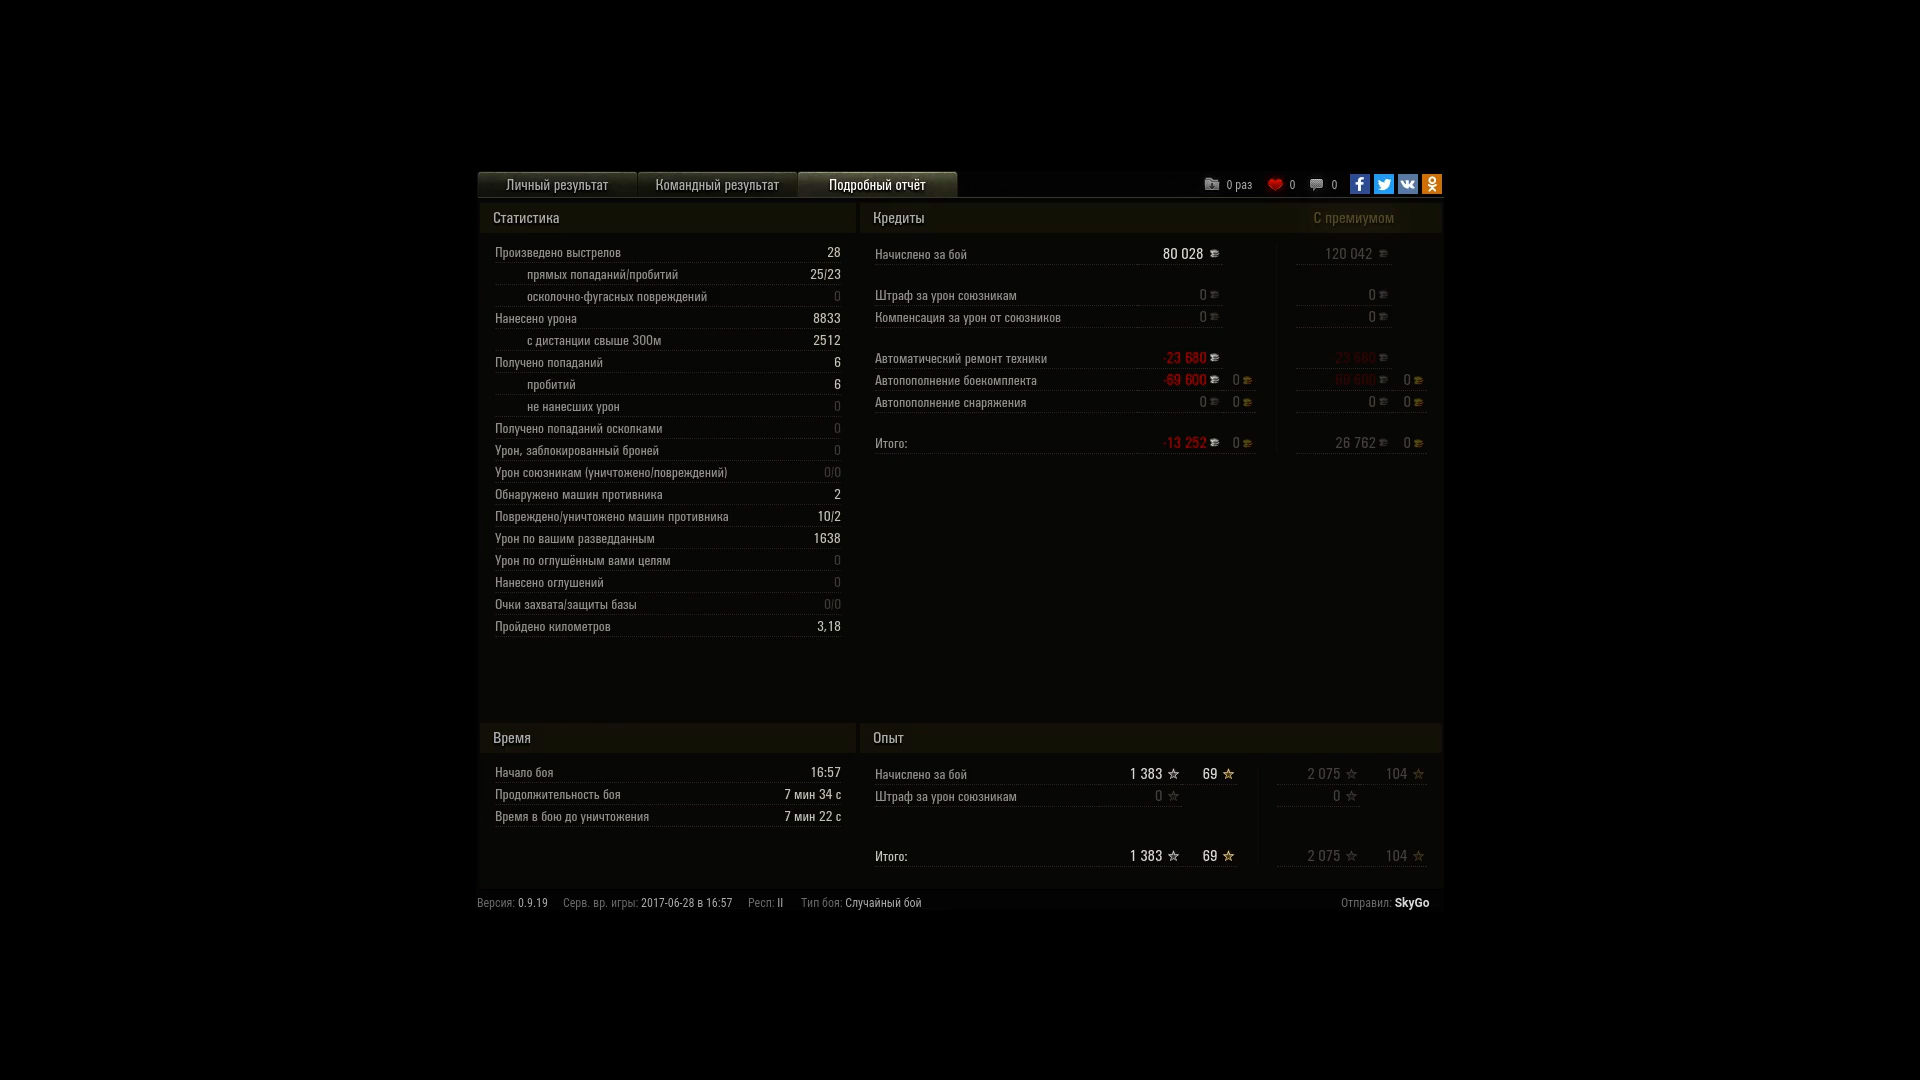 Личный результат Командный результат Подробный отчёт 0 раз 0 0
Статистика
Произведено выстрелов 28
прямых попаданий/пробитий 25/23
осколочно-фугасных повреждений 0
Нанесено урона 8833
с дистанции свыше 300м 2512
Получено попаданий 6
пробитий 6
не нанесших урон 0
Получено попаданий осколками 0
Урон, заблокированный броней 0
Урон союзникам (уничтожено/повреждений) 0/0
Обнаружено машин противника 2
Повреждено/уничтожено машин противника 10/2
Урон по вашим разведданным 1638
Урон по оглушённым вами целям 0
Нанесено оглушений 0
Очки захвата/защиты базы 0/0
Пройдено километров 3,18
Кредиты С премиумом
Начислено за бой 80 028 120 042
Штраф за урон союзникам 0 0
Компенсация за урон от союзников 0 0
Автоматический ремонт техники -23 680 -23 680
Автопополнение боекомплекта -69 600 0 -69 600 0
Автопополнение снаряжения 0 0 0 0
Итого: -13 252 0 26 762 0
Время
Начало боя 16:57
Продолжительность боя 7 мин 34 с
Время в бою до уничтожения 7 мин 22 с
Опыт
Начислено за бой 1 383 69 2 075 104
Штраф за урон союзникам 0 0
Итого: 1 383 69 2 075 104
Версия: 0.9.19 Серв. вр. игры: 2017-06-28 в 16:57 Респ: II Тип боя: Случайный бой Отправил: SkyGo